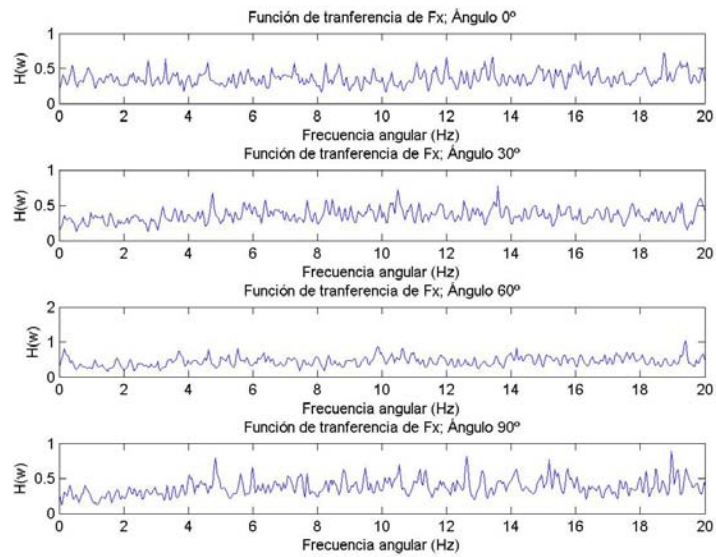 Función de tranferencia de Fx; Ángulo 0º
1
0.5
0
H(w)
0 2 4 6 8 10 12 14 16 18 20
Frecuencia angular (Hz)
Función de tranferencia de Fx; Ángulo 30º
1
0.5
0
H(w)
0 2 4 6 8 10 12 14 16 18 20
Frecuencia angular (Hz)
Función de tranferencia de Fx; Ángulo 60º
2
1
0
H(w)
0 2 4 6 8 10 12 14 16 18 20
Frecuencia angular (Hz)
Función de tranferencia de Fx; Ángulo 90º
1
0.5
0
H(w)
0 2 4 6 8 10 12 14 16 18 20
Frecuencia angular (Hz)